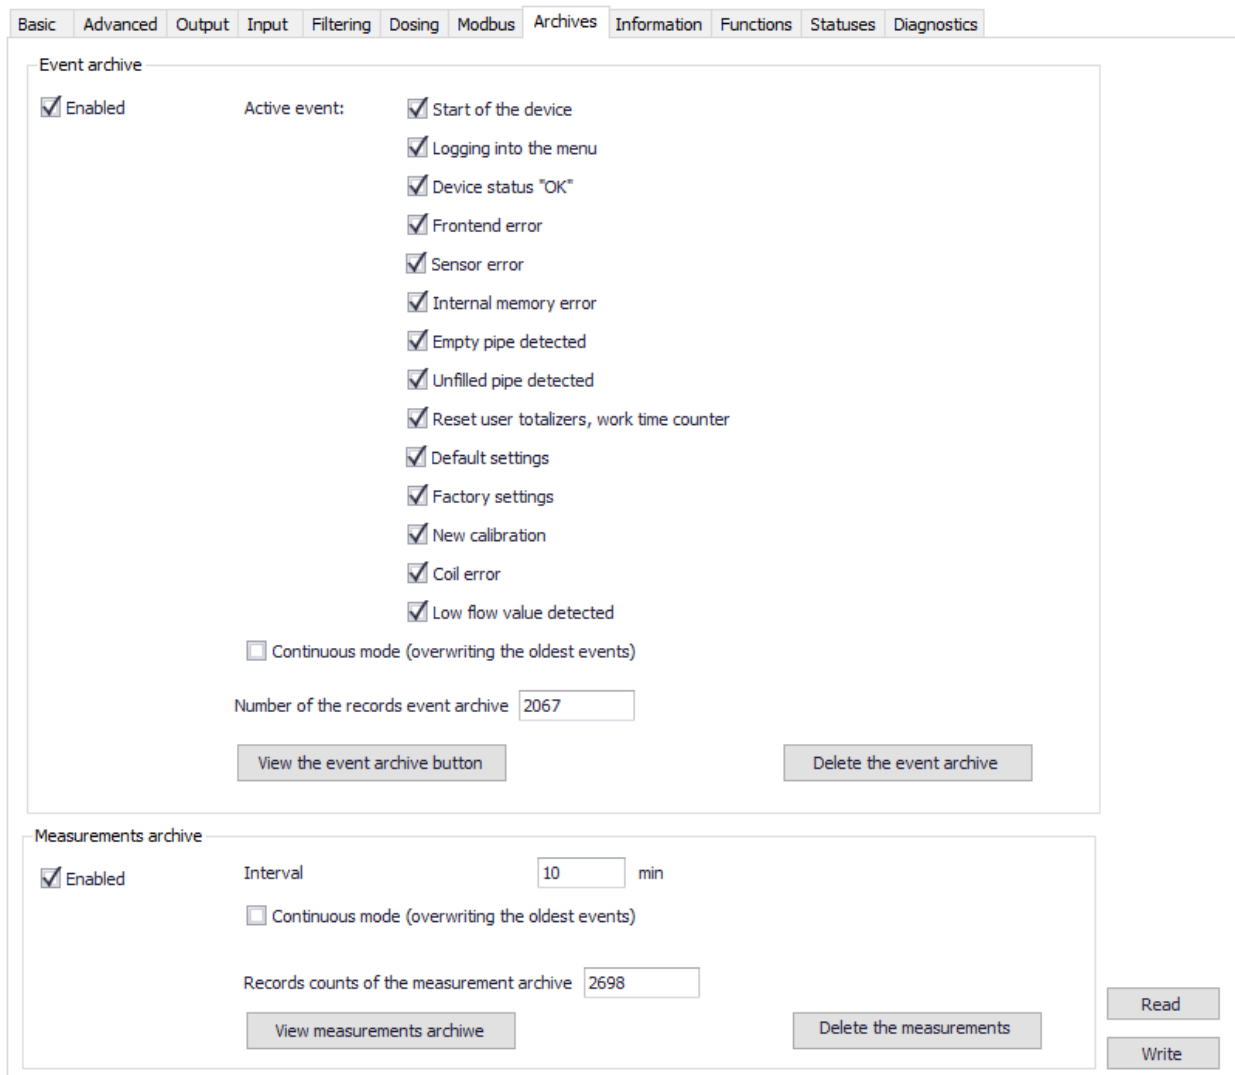 Basic Advanced Output Input Filtering Dosing Modbus Archives Information Functions Statuses Diagnostics
Event archive
Enabled Active event: Start of the device
Logging into the menu
Device status "OK"
Frontend error
Sensor error
Internal memory error
Empty pipe detected
Unfilled pipe detected
Reset user totalizers, work time counter
Default settings
Factory settings
New calibration
Coil error
Low flow value detected
Continuous mode (overwriting the oldest events)
Number of the records event archive 2067
View the event archive button Delete the event archive
Measurements archive
Enabled Interval 10 min
Continuous mode (overwriting the oldest events)
Records counts of the measurement archive 2698
Read
View measurements archiwe Delete the measurements
Write